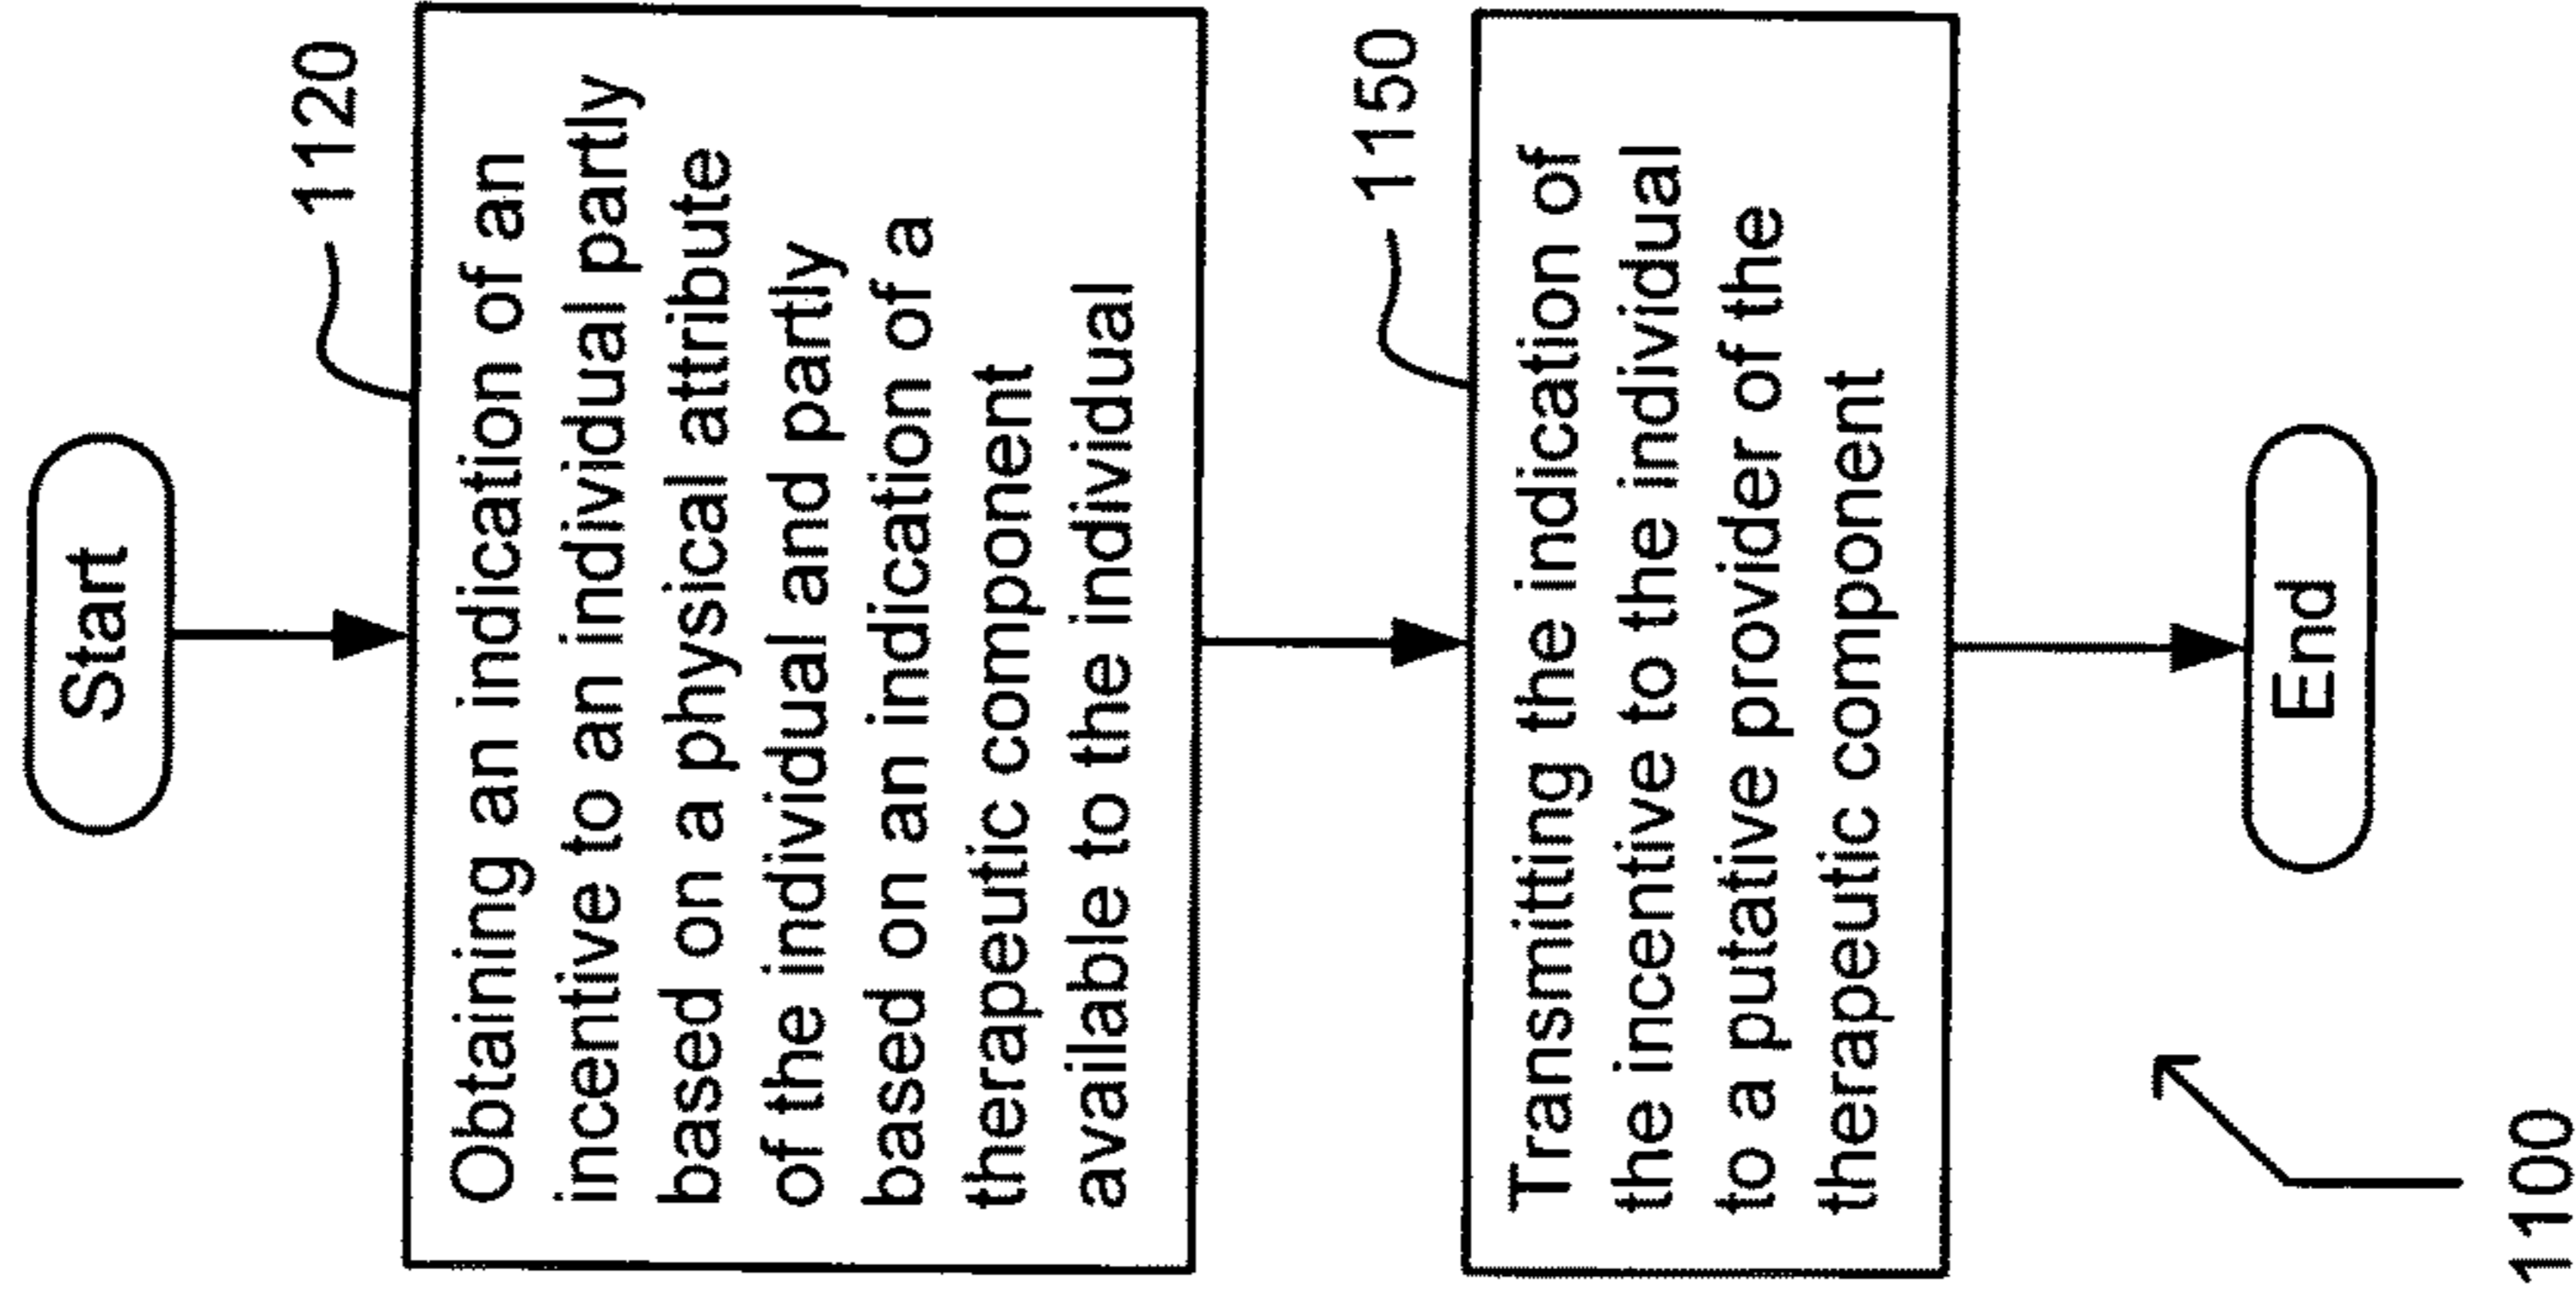 Start
1120
Obtaining an indication of an
incentive to an individual partly
based on a physical attribute
of the individual and partly
based on an indication of a
therapeutic component
available to the individual
1150
Transmitting the indication of
the incentive to the individual
to a putative provider of the
therapeutic component
End
1100